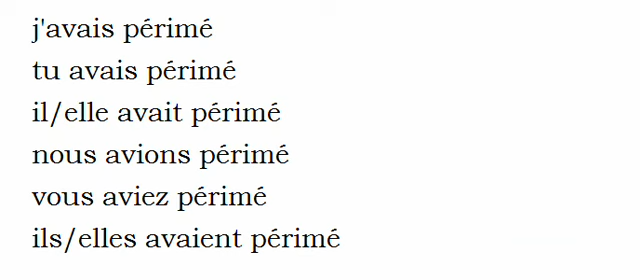 j'avais périmé
tu avais périmé
il/elle avait périmé
nous avions périmé
vous aviez périmé
ils/elles avaient périmé